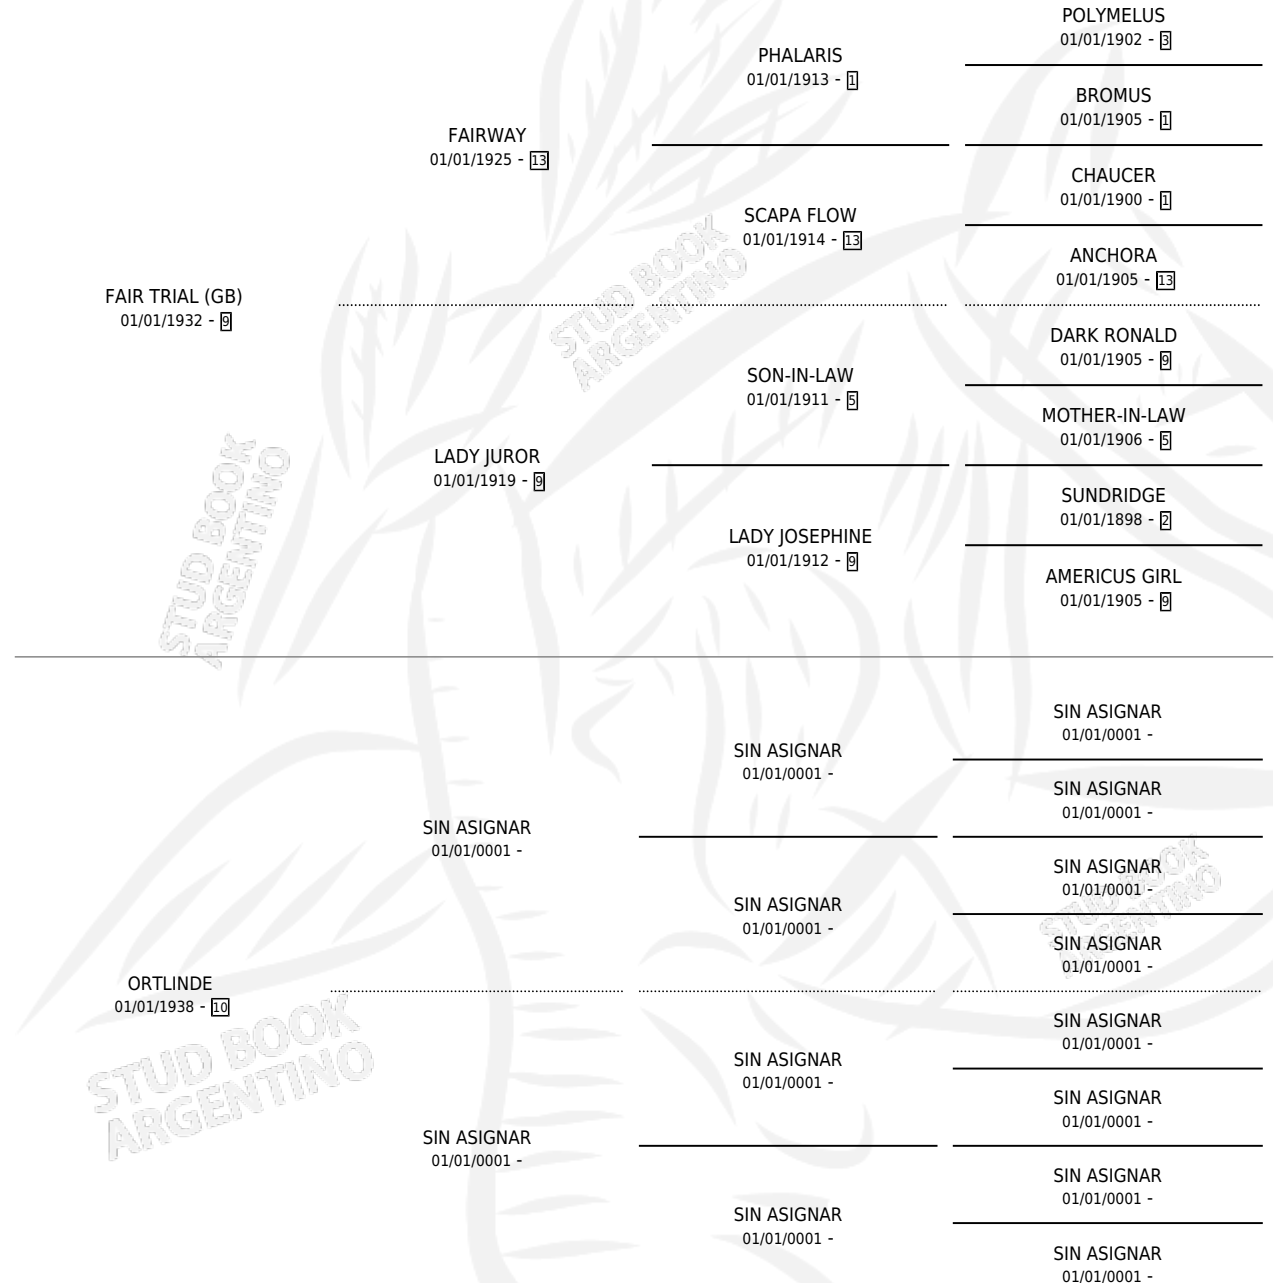 POLYMELUS
01/01/1902 - 3
PHALARIS
01/01/1913 - 1
BROMUS
01/01/1905 - 1
FAIRWAY
01/01/1925 - 13
CHAUCER
01/01/1900 - 1
SCAPA FLOW
01/01/1914 - 13
ANCHORA
01/01/1905 - 13
FAIR TRIAL (GB)
01/01/1932 - 9
DARK RONALD
01/01/1905 - 9
SON-IN-LAW
01/01/1911 - 5
MOTHER-IN-LAW
01/01/1906 - 5
LADY JUROR
01/01/1919 - 9
SUNDRIDGE
01/01/1898 - 2
LADY JOSEPHINE
01/01/1912 - 9
AMERICUS GIRL
01/01/1905 - 9
STUD BOOK
ARGENTINO
STUD BOOK
ARGENTINO
SIN ASIGNAR
01/01/0001 -
SIN ASIGNAR
01/01/0001 -
SIN ASIGNAR
01/01/0001 -
SIN ASIGNAR
01/01/0001 -
SIN ASIGNAR
01/01/0001 -
SIN ASIGNAR
01/01/0001 -
SIN ASIGNAR
01/01/0001 -
ORTLINDE
01/01/1938 - 10
SIN ASIGNAR
01/01/0001 -
SIN ASIGNAR
01/01/0001 -
SIN ASIGNAR
01/01/0001 -
SIN ASIGNAR
01/01/0001 -
SIN ASIGNAR
01/01/0001 -
SIN ASIGNAR
01/01/0001 -
SIN ASIGNAR
01/01/0001 -
STUD BOOK
ARGENTINO
STUD BOOK
ARGENTINO